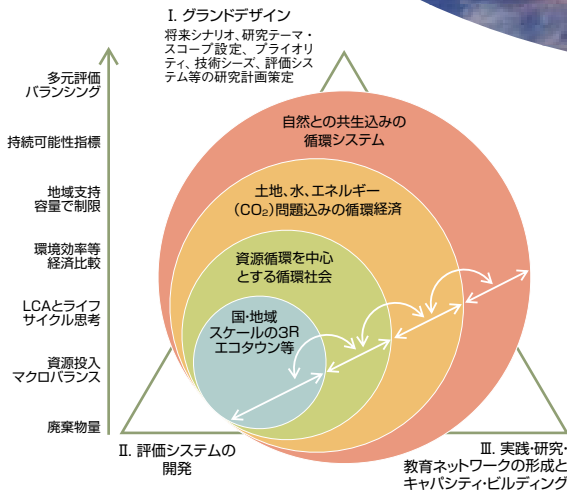 I. グランドデザイン
将来シナリオ、研究テーマ・
スコープ設定、プライオリ
ティ、技術シーズ、評価シス
テム等の研究計画策定
多元評価
バランシング
持続可能性指標
地域支持
容量で制限
環境効率等
経済比較
LCAとライフ
サイクル思考
資源投入
マクロバランス
廃棄物量
自然との共生込みの
循環システム
土地、水、エネルギー
(CO₂)問題込みの循環経済
資源循環を中心
とする循環社会
国・地域
スケールの3R
エコタウン等
II. 評価システムの
開発
III. 実践・研究・
教育ネットワークの形成と
キャパシティ・ビルディング